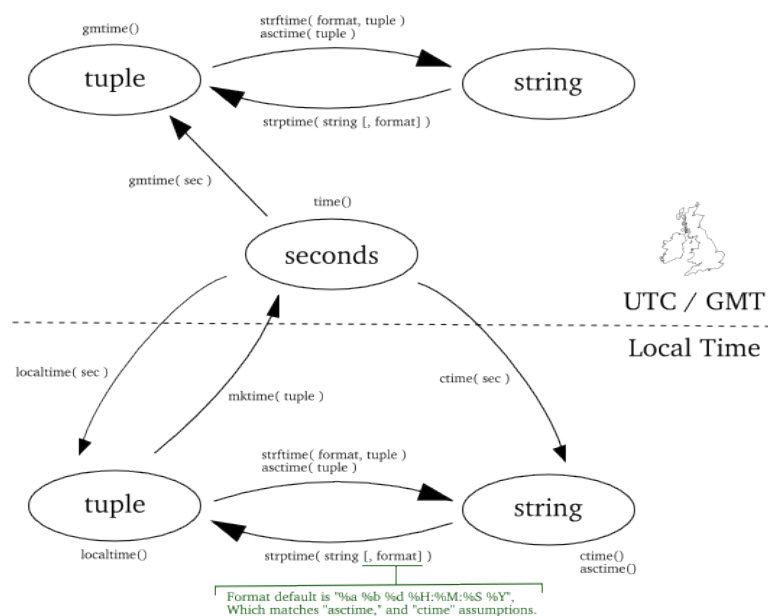 gmtime()
strftime( format, tuple )
asctime( tuple )
tuple
string
strptime( string [, format] )
gmtime( sec )
time()
seconds
UTC / GMT
Local Time
localtime( sec )
ctime( sec )
mktime( tuple )
strftime( format, tuple )
asctime( tuple )
tuple
string
localtime()
strptime( string [, format] )
ctime()
asctime()
Format default is "%a %b %d %H:%M:%S %Y",
Which matches "asctime," and "ctime" assumptions.